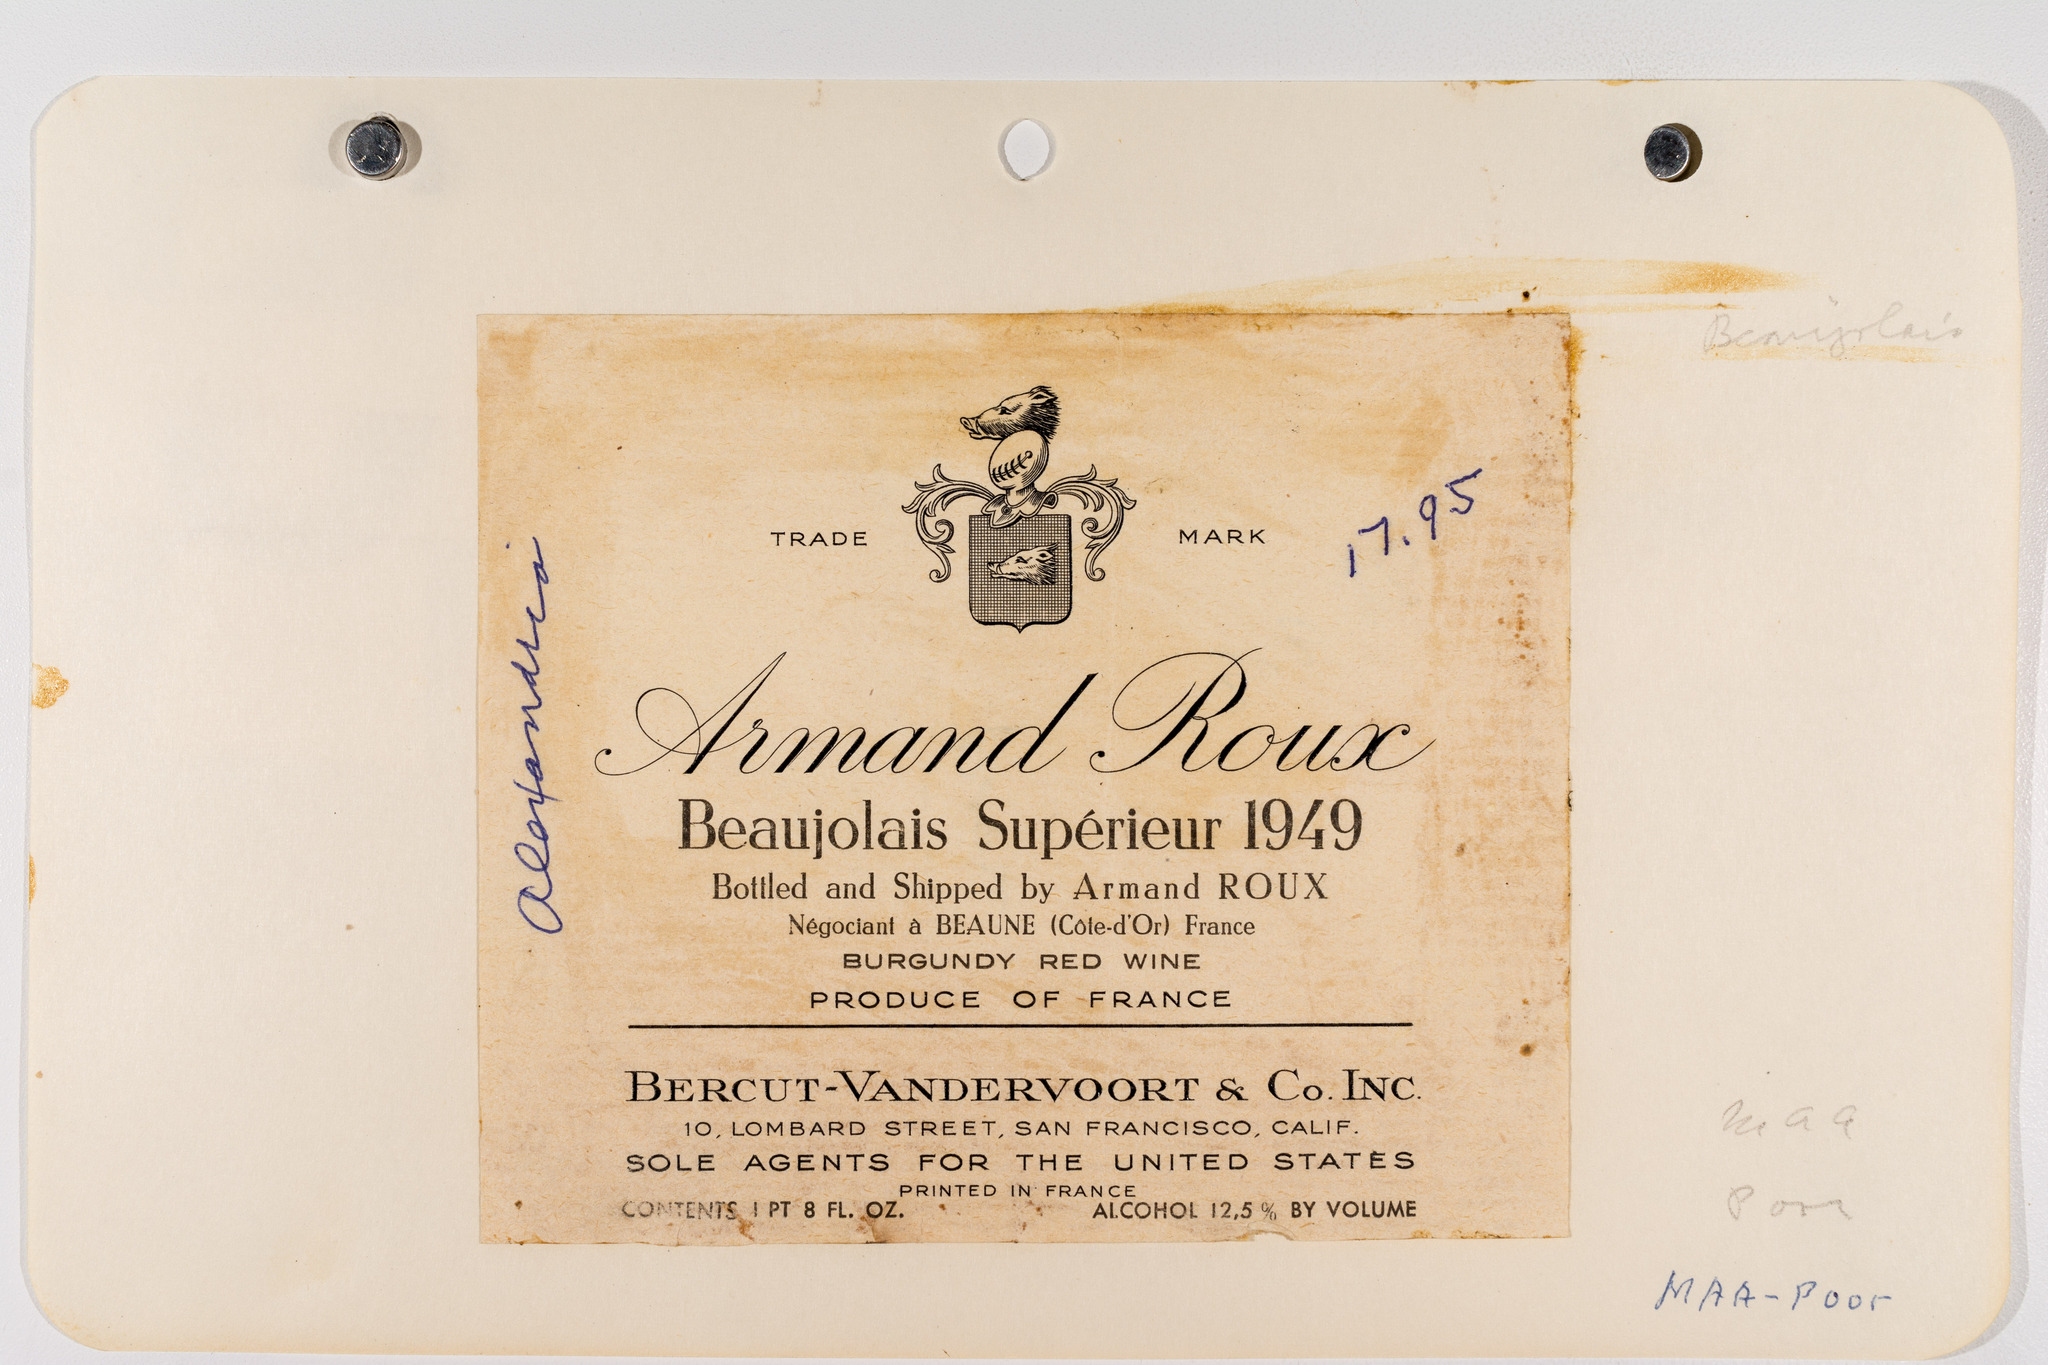 Beaujolais
TRADE MARK
17.95
Alexandria
Armand Roux
Beaujolais Supérieur 1949
Bottled and Shipped by Armand ROUX
Négociant à BEAUNE (Côte-d'Or) France
BURGUNDY RED WINE
PRODUCE OF FRANCE
BERCUT-VANDERVOORT & Co. INC.
10, LOMBARD STREET, SAN FRANCISCO, CALIF.
SOLE AGENTS FOR THE UNITED STATES
PRINTED IN FRANCE
CONTENTS 1 PT 8 FL. OZ. ALCOHOL 12,5 % BY VOLUME
MAA
Poor
MAA-Poor